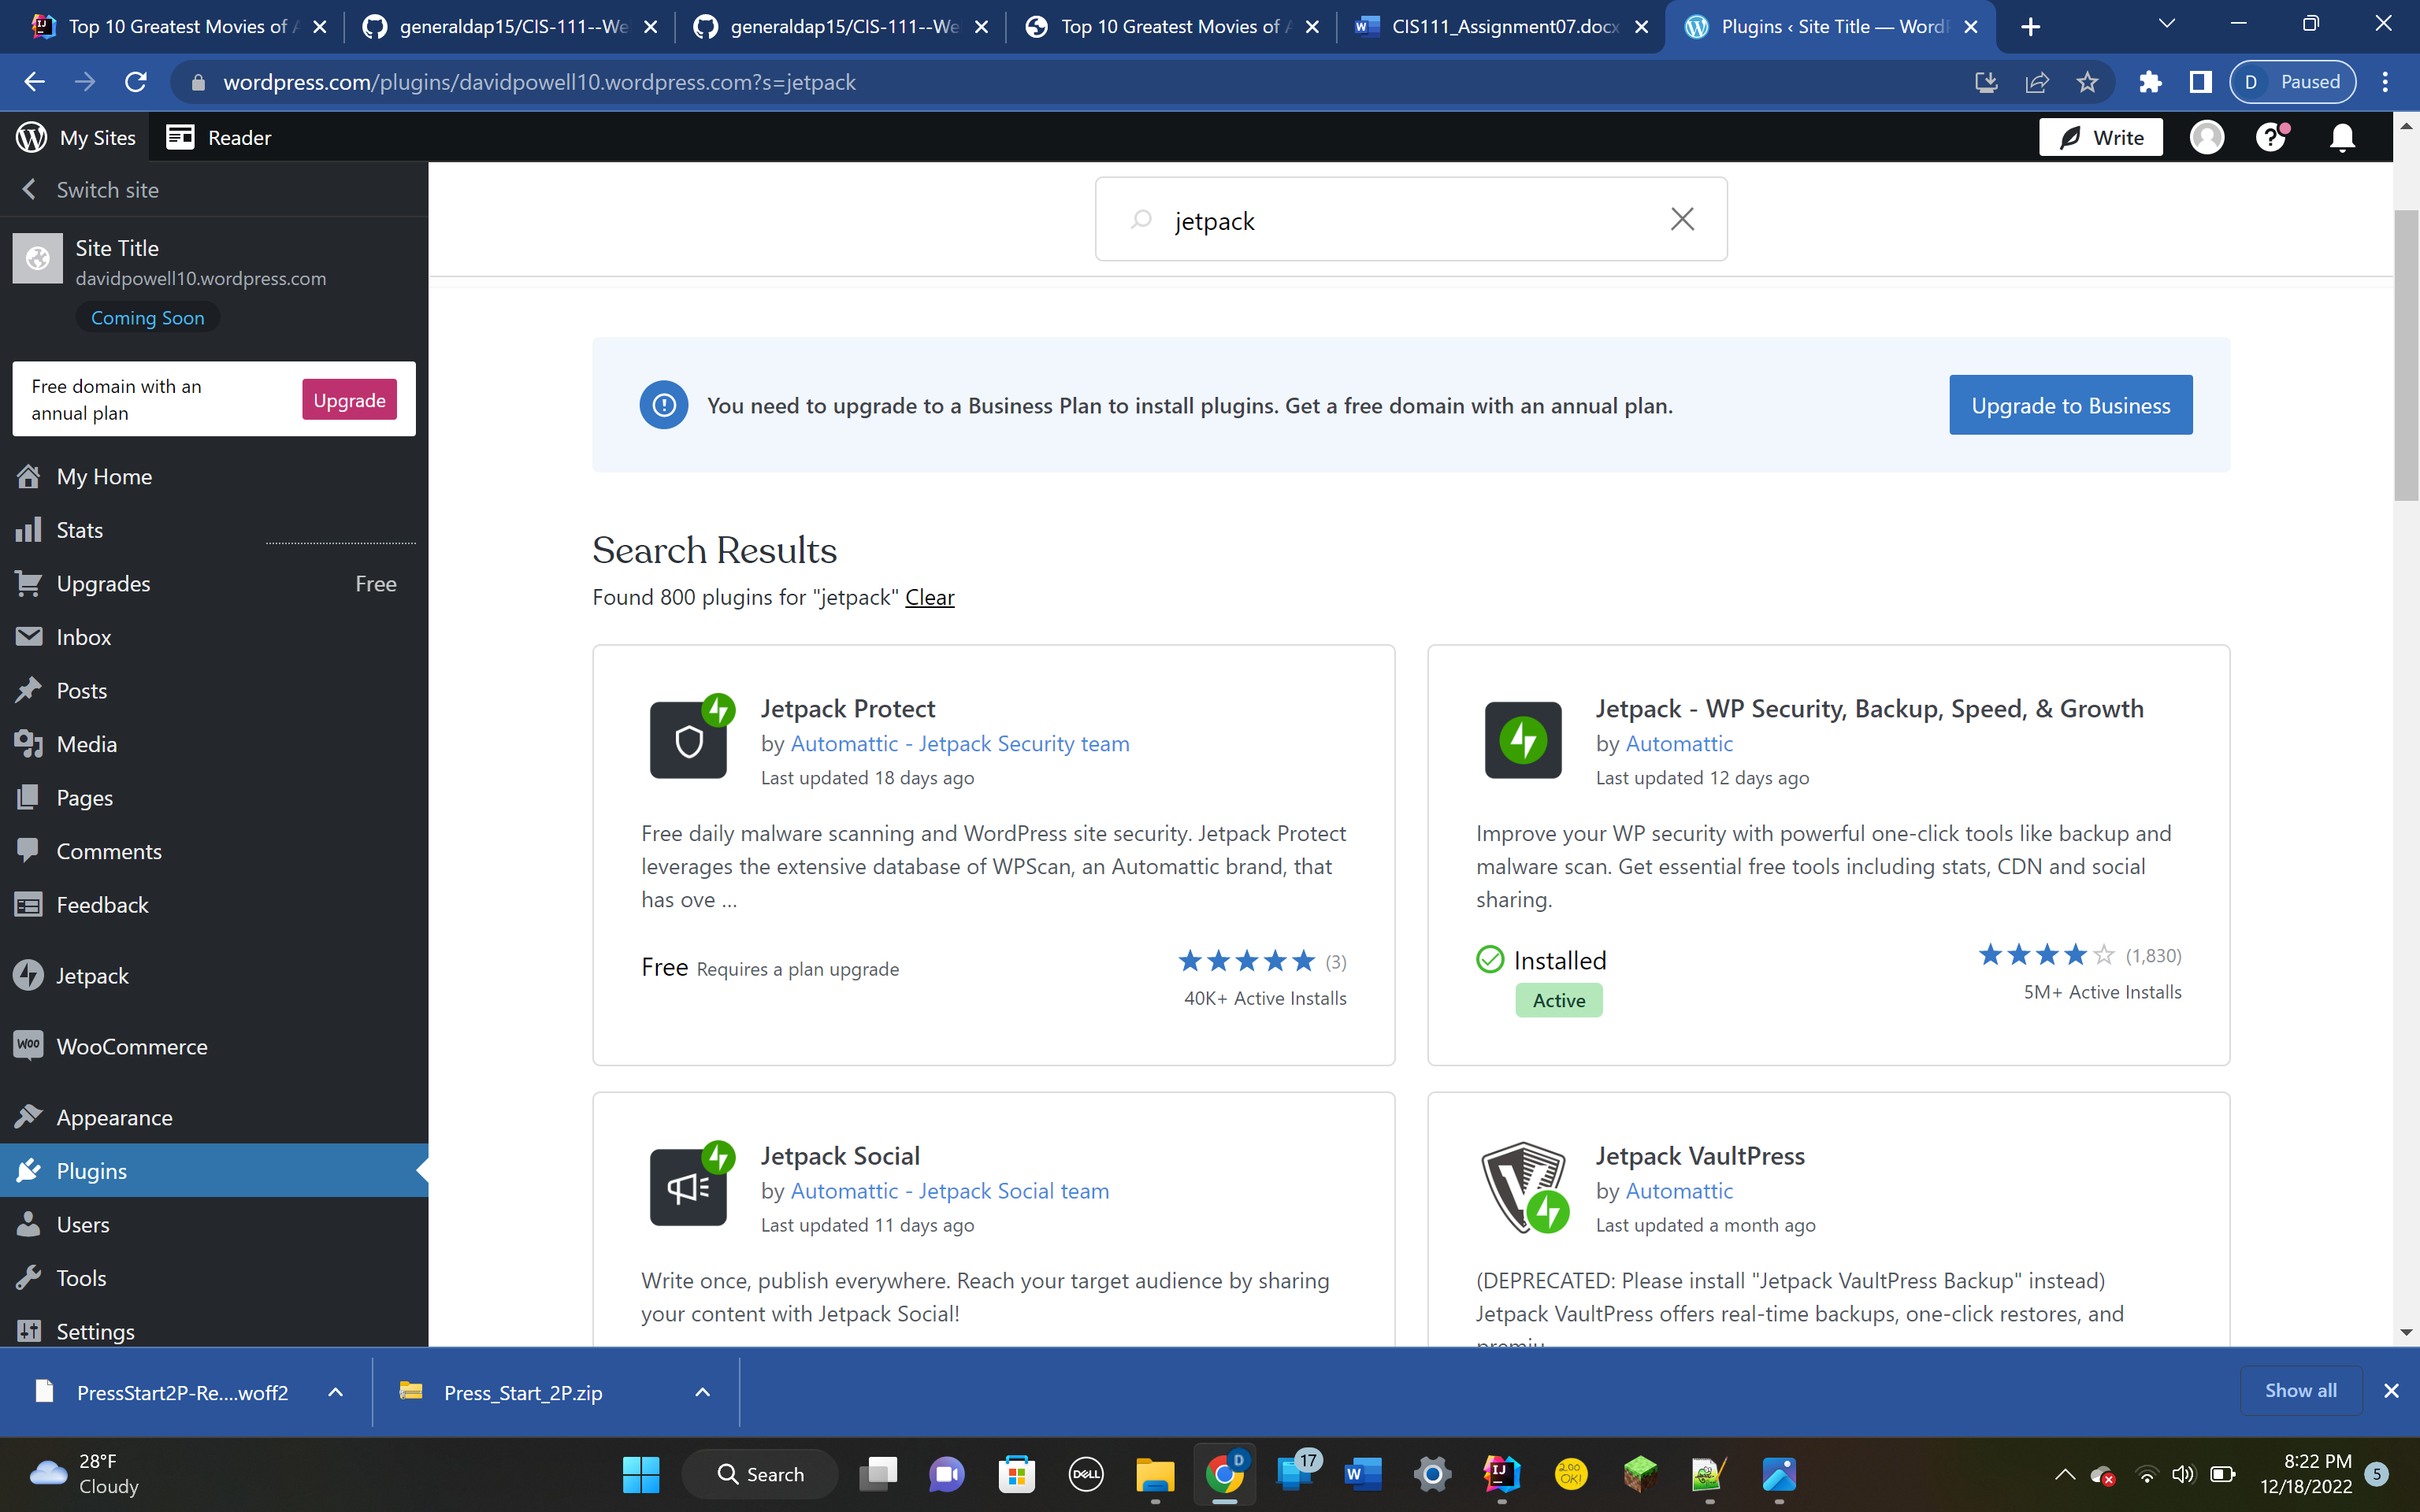 Top 10 Greatest Movies of A
generaldap15/CIS-111--We
generaldap15/CIS-111--We
Top 10 Greatest Movies of A
CIS111_Assignment07.docx
Plugins ‹ Site Title — WordP
wordpress.com/plugins/davidpowell10.wordpress.com?s=jetpack
D Paused
My Sites
Reader
Write
Switch site
jetpack
Site Title
davidpowell10.wordpress.com
Coming Soon
Free domain with an
annual plan
Upgrade
You need to upgrade to a Business Plan to install plugins. Get a free domain with an annual plan.
Upgrade to Business
My Home
Stats
Upgrades Free
Inbox
Posts
Media
Pages
Comments
Feedback
Jetpack
WooCommerce
Appearance
Plugins
Users
Tools
Settings
Search Results
Found 800 plugins for "jetpack" Clear
Jetpack Protect
by Automattic - Jetpack Security team
Last updated 18 days ago
Free daily malware scanning and WordPress site security. Jetpack Protect
leverages the extensive database of WPScan, an Automattic brand, that
has ove ...
Free Requires a plan upgrade
(3)
40K+ Active Installs
Jetpack - WP Security, Backup, Speed, & Growth
by Automattic
Last updated 12 days ago
Improve your WP security with powerful one-click tools like backup and
malware scan. Get essential free tools including stats, CDN and social
sharing.
Installed
Active
(1,830)
5M+ Active Installs
Jetpack Social
by Automattic - Jetpack Social team
Last updated 11 days ago
Write once, publish everywhere. Reach your target audience by sharing
your content with Jetpack Social!
Jetpack VaultPress
by Automattic
Last updated a month ago
(DEPRECATED: Please install "Jetpack VaultPress Backup" instead)
Jetpack VaultPress offers real-time backups, one-click restores, and
premiu
PressStart2P-Re....woff2
Press_Start_2P.zip
Show all
28°F
Cloudy
Search
DELL
D
17
W
IJ
200
OK!
8:22 PM
12/18/2022
5